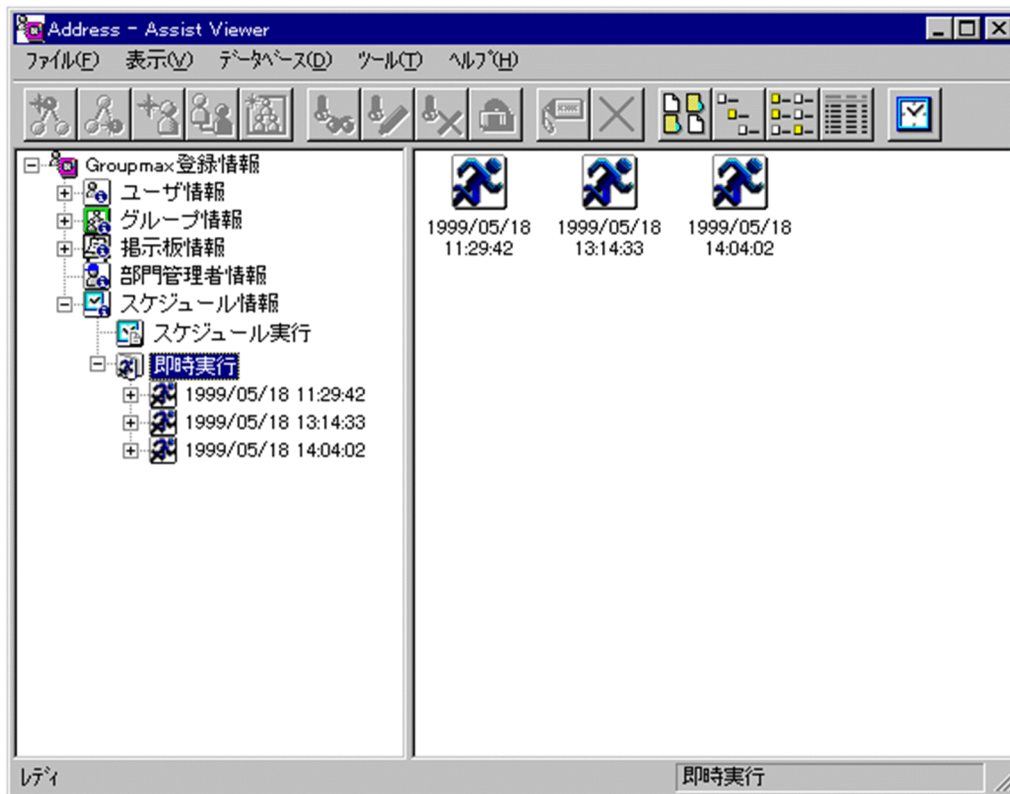 Address - Assist Viewer
ﾌｧｲﾙ(F) 表示(V) ﾃﾞｰﾀﾍﾞｰｽ(D) ﾂｰﾙ(T) ﾍﾙﾌﾟ(H)
Groupmax登録情報
ユーザ情報
グループ情報
掲示板情報
部門管理者情報
スケジュール情報
スケジュール実行
即時実行
1999/05/18 11:29:42
1999/05/18 13:14:33
1999/05/18 14:04:02
1999/05/18
11:29:42
1999/05/18
13:14:33
1999/05/18
14:04:02
ﾚﾃﾞｨ
即時実行